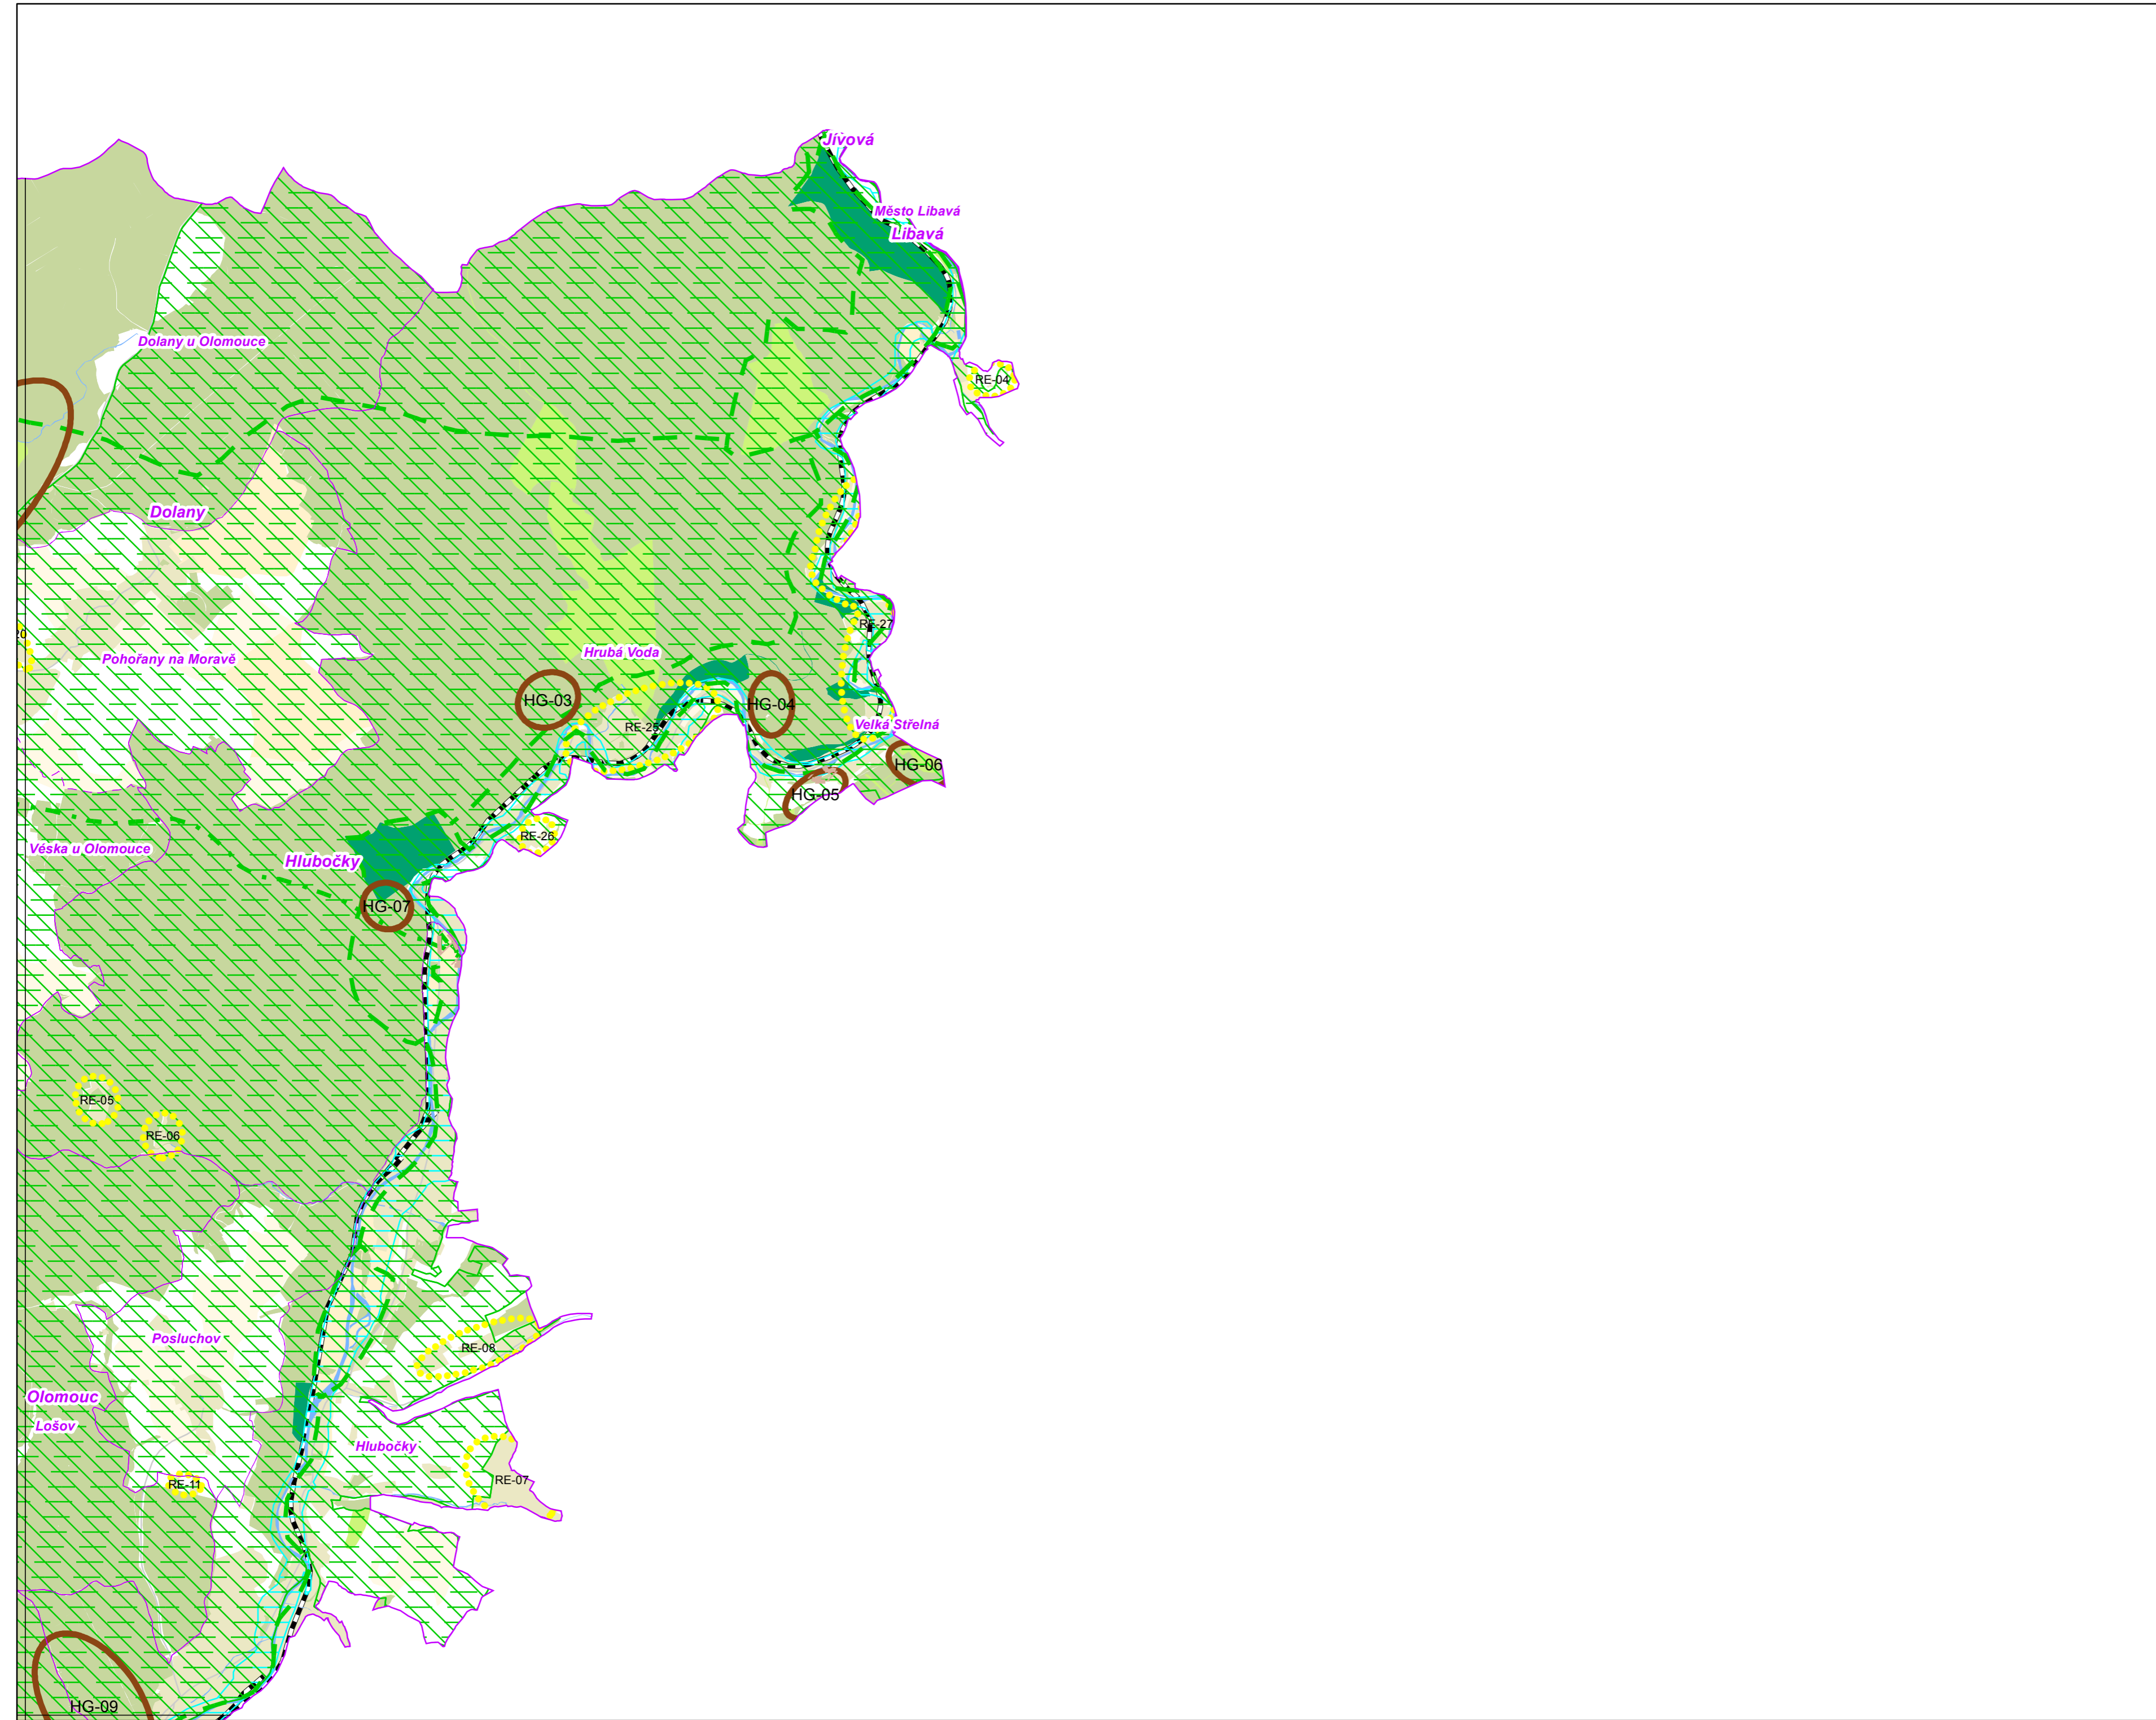 Jívová
Město Libavá
Libavá
Dolany u Olomouce
RE-04
Dolany
RE-27
20
Hrubá Voda
Pohořany na Moravě
HG-03
HG-04
RE-25
Velká Střelná
HG-06
HG-05
RE-26
Véska u Olomouce
Hlubočky
HG-07
RE-05
RE-06
Posluchov
RE-08
Olomouc
Lošov
Hlubočky
RE-07
RE-11
HG-09